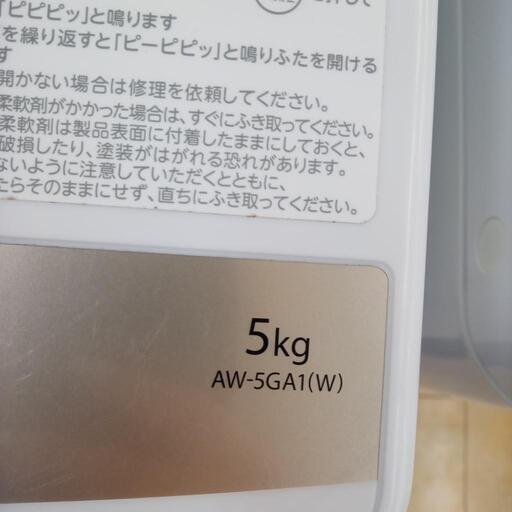 「ピピピッ」と鳴ります
を繰り返すと「ピーピピッ」と鳴りふたを開ける
す
開かない場合は修理を依頼してください。
柔軟剤がかかった場合は、すぐにふき取ってください。
柔軟剤は製品表面に付着したままにしておくと、
破損したり、塗装がはがれる恐れがあります。
ないように注意していただくとともに、
たらそのままにせず、直ちにふき取ってください。
5kg
AW-5GA1(W)